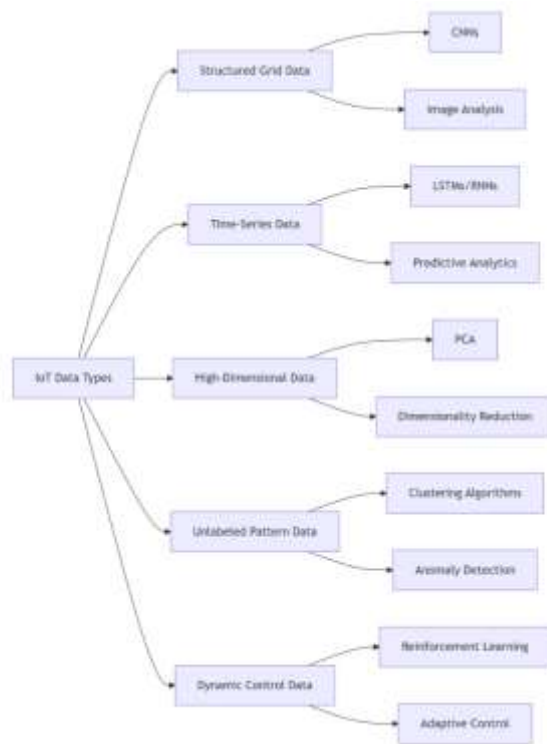 CNNs
Structured Grid Data
Image Analysis
LSTMs/RNNs
Time-Series Data
Predictive Analytics
PCA
IoT Data Types
High-Dimensional Data
Dimensionality Reduction
Clustering Algorithms
Unlabeled Pattern Data
Anomaly Detection
Reinforcement Learning
Dynamic Control Data
Adaptive Control